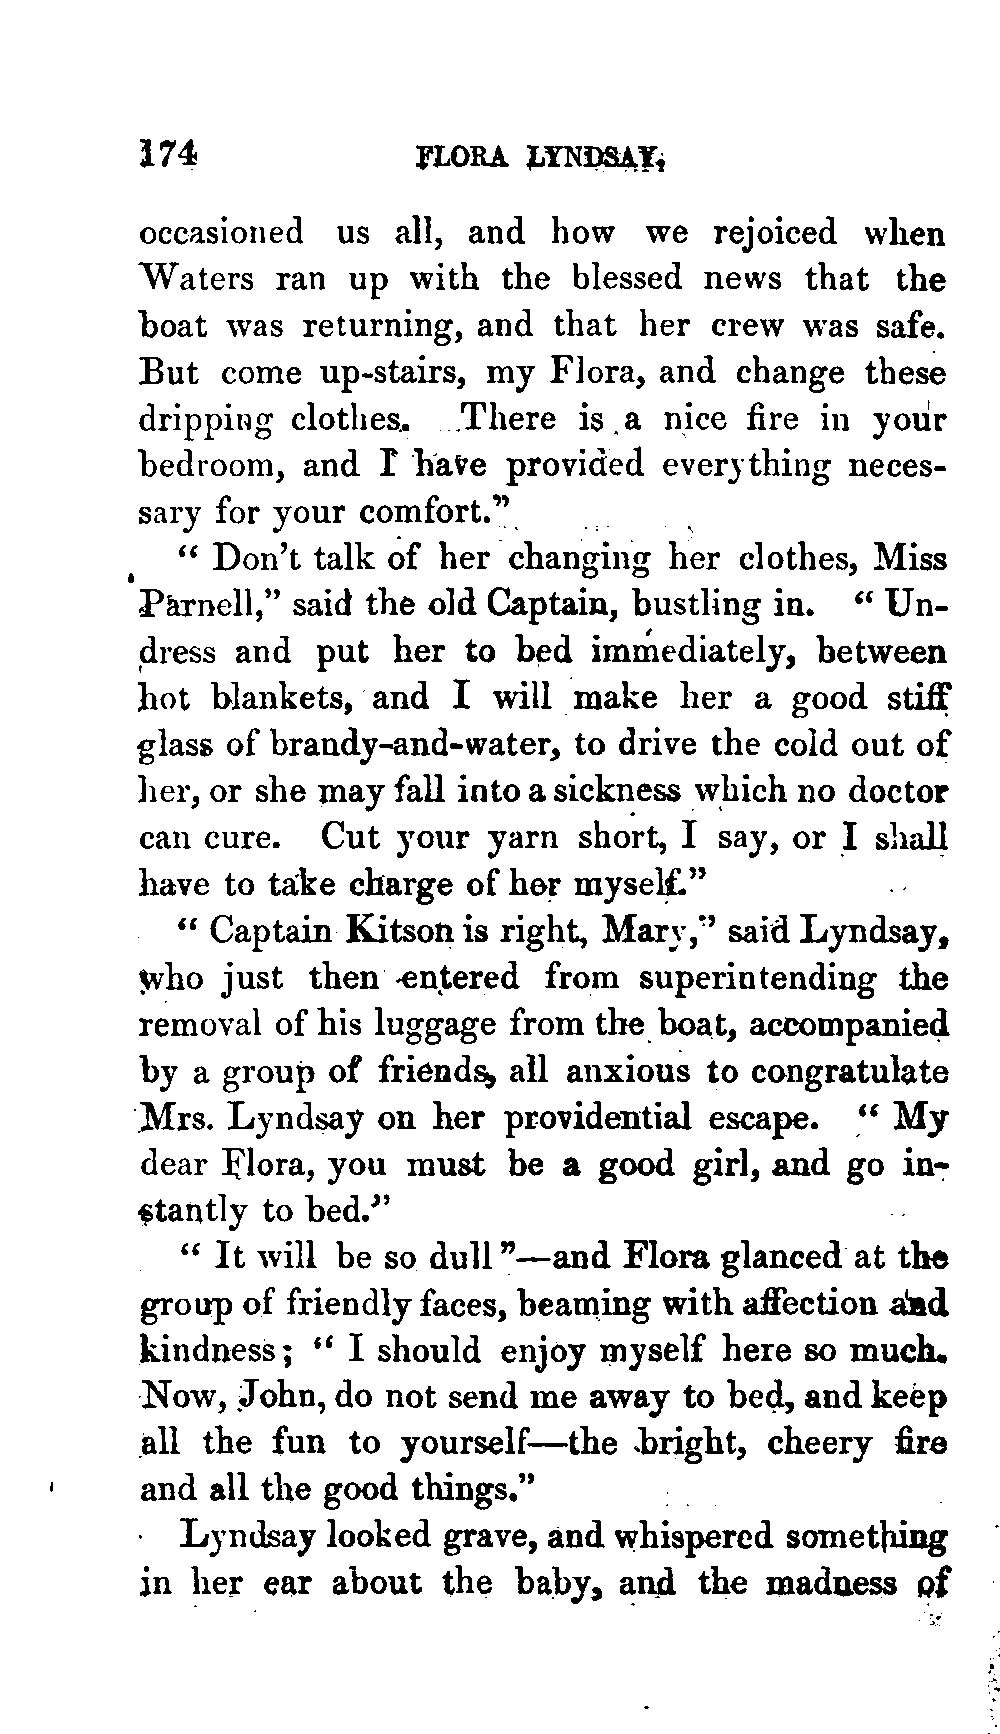 174 FLORA LYNDSAY.
occasioned us all, and how we rejoiced when
Waters ran up with the blessed news that the
boat was returning, and that her crew was safe.
But come up-stairs, my Flora, and change these
dripping clothes. There is a nice fire in your
bedroom, and I have provided everything neces-
sary for your comfort."
" Don't talk of her changing her clothes, Miss
Parnell," said the old Captain, bustling in. " Un-
dress and put her to bed immediately, between
hot blankets, and I will make her a good stiff
glass of brandy-and-water, to drive the cold out of
her, or she may fall into a sickness which no doctor
can cure. Cut your yarn short, I say, or I shall
have to take charge of her myself."
" Captain Kitson is right, Mary," said Lyndsay,
who just then entered from superintending the
removal of his luggage from the boat, accompanied
by a group of friends, all anxious to congratulate
Mrs. Lyndsay on her providential escape. " My
dear Flora, you must be a good girl, and go in-
stantly to bed."
" It will be so dull"—and Flora glanced at the
group of friendly faces, beaming with affection and
kindness; " I should enjoy myself here so much.
Now, John, do not send me away to bed, and keep
all the fun to yourself—the bright, cheery fire
and all the good things."
Lyndsay looked grave, and whispered something
in her ear about the baby, and the madness of